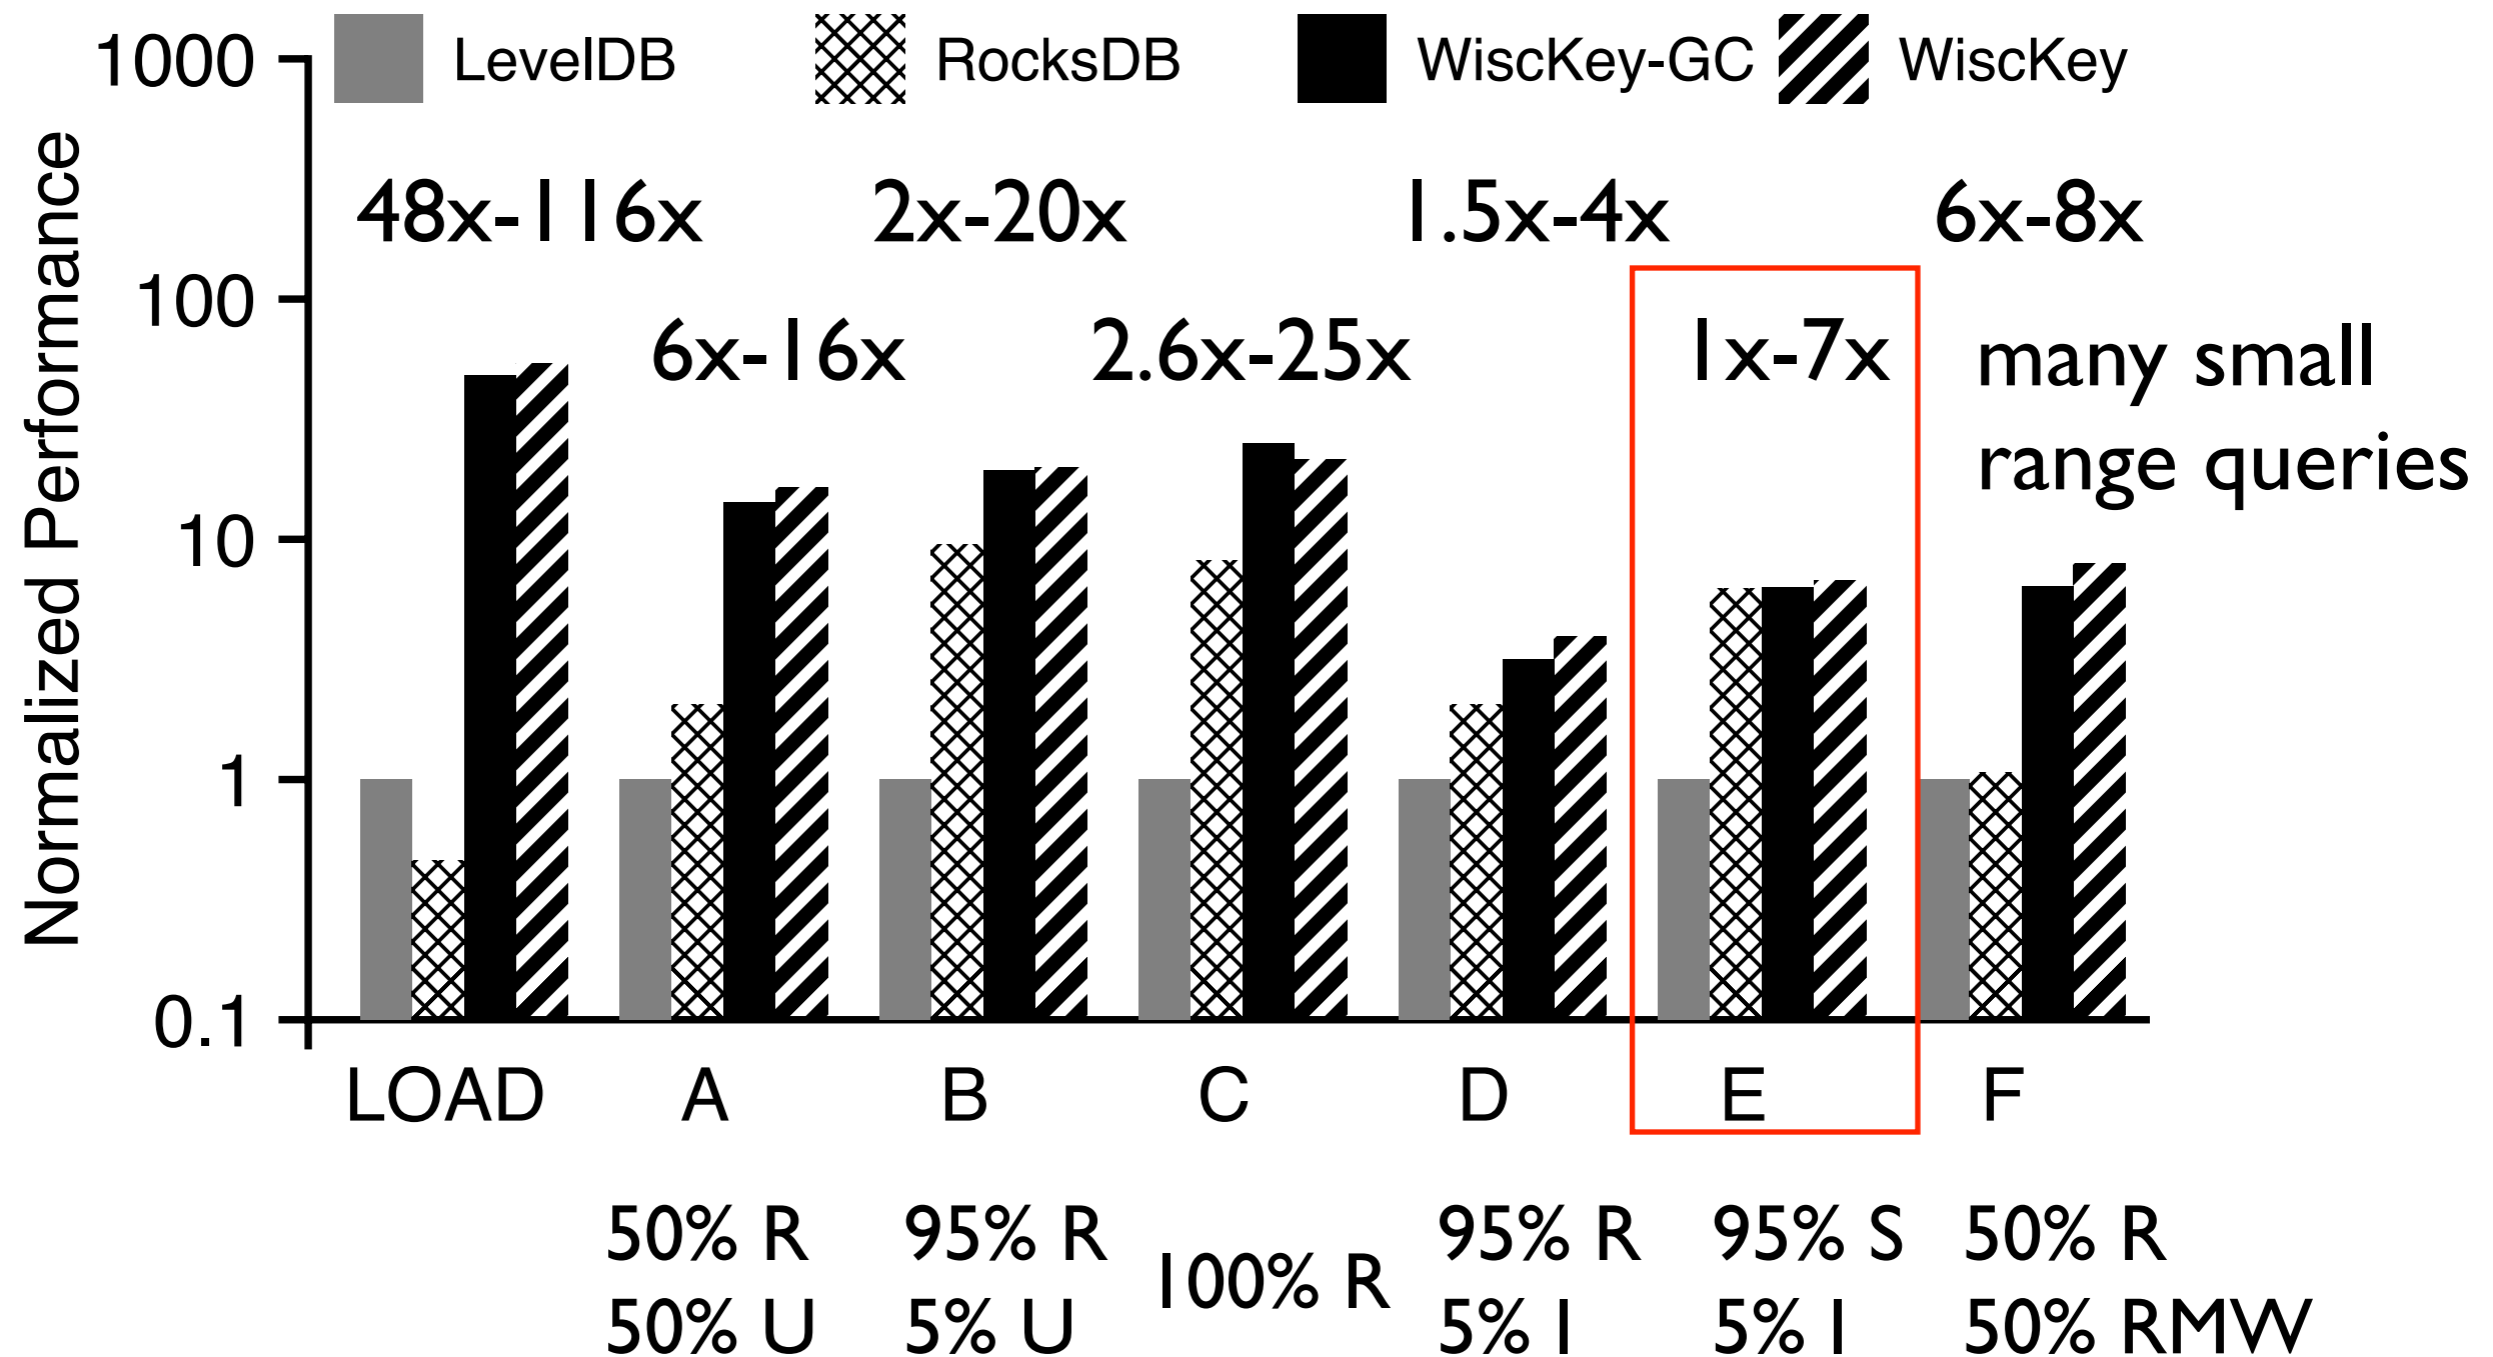 LevelDB RocksDB WiscKey-GC WiscKey
Normalized Performance
1000
100
10
1
0.1
48x-116x 2x-20x 1.5x-4x 6x-8x
6x-16x 2.6x-25x 1x-7x
many small
range queries
LOAD A B C D E F
50% R 95% R 100% R 95% R 95% S 50% R
50% U 5% U 5% I 5% I 50% RMW